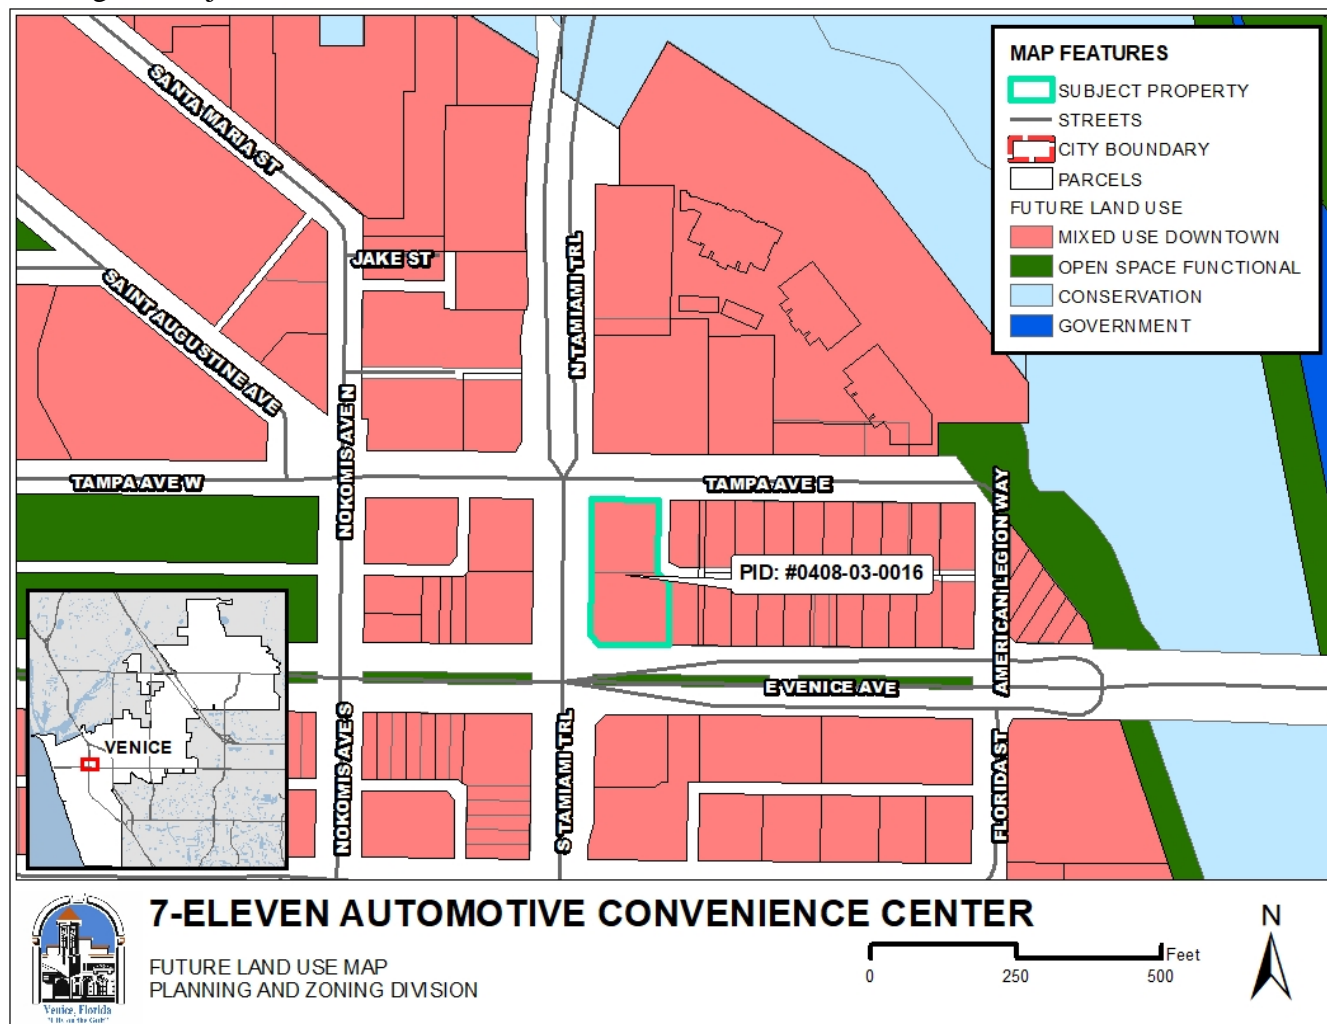 MAP FEATURES
SUBJECT PROPERTY
STREETS
CITY BOUNDARY
PARCELS
FUTURE LAND USE
MIXED USE DOWNTOWN
OPEN SPACE FUNCTIONAL
CONSERVATION
GOVERNMENT
SANTA MARIA ST
JAKE ST
SAINT AUGUSTINE AVE
N TAMIAMI TRL
NOKOMIS AVE N
TAMPA AVE W
TAMPA AVE E
AMERICAN LEGION WAY
PID: #0408-03-0016
E VENICE AVE
NOKOMIS AVE S
S TAMIAMI TRL
FLORIDA ST
VENICE
7-ELEVEN AUTOMOTIVE CONVENIENCE CENTER
FUTURE LAND USE MAP
PLANNING AND ZONING DIVISION
N
Feet
0 250 500
Venice, Florida